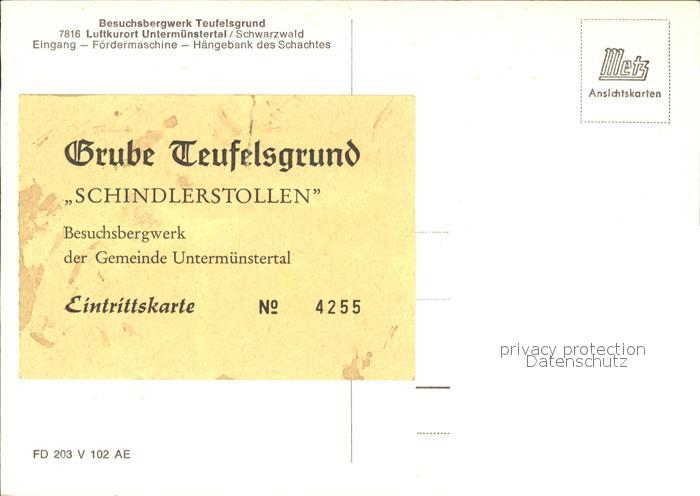 Besuchsbergwerk Teufelsgrund
7816 Luftkurort Untermünstertal / Schwarzwald
Eingang – Fördermaschine – Hängebank des Schachtes
Metz
Ansichtskarten
Grube Teufelsgrund
„SCHINDLERSTOLLEN”
Besuchsbergwerk
der Gemeinde Untermünstertal
Eintrittskarte № 4255
privacy protection
Datenschutz
FD 203 V 102 AE